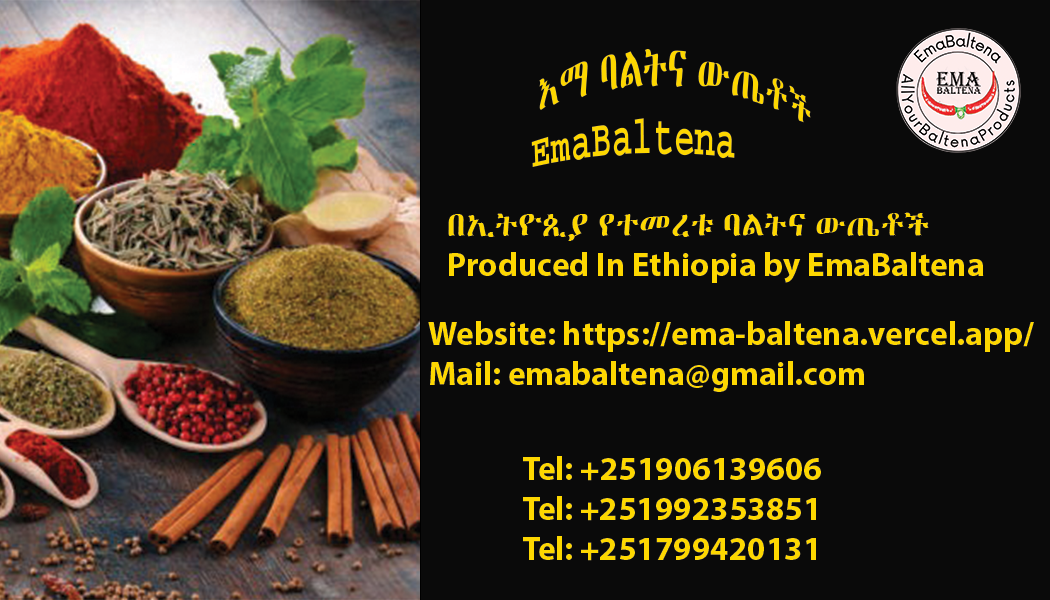 እማ ባልትና ውጤቶች
EmaBaltena
EmaBaltena
EMA
BALTENA
AllYourBaltenaProducts
በኢትዮጲያ የተመረቱ ባልትና ውጤቶች
Produced In Ethiopia by EmaBaltena
Website: https://ema-baltena.vercel.app/
Mail: emabaltena@gmail.com
Tel: +251906139606
Tel: +251992353851
Tel: +251799420131